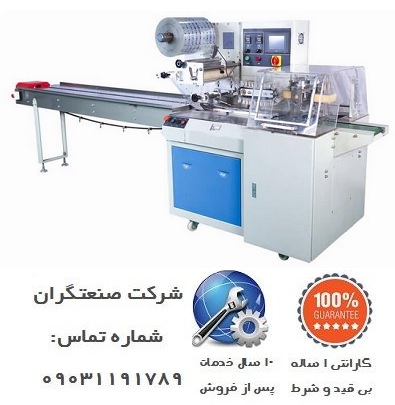 شرکت صنعتگران
شماره تماس:
۰۹۰۳۱۱۹۱۷۸۹
۱۰ سال خدمات
پس از فروش
100%
GUARANTEE
گارانتی ۱ ساله
بی قید و شرط